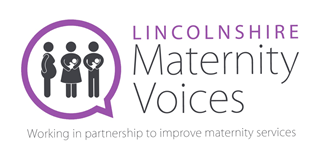 LINCOLNSHIRE
Maternity
Voices
Working in partnership to improve maternity services